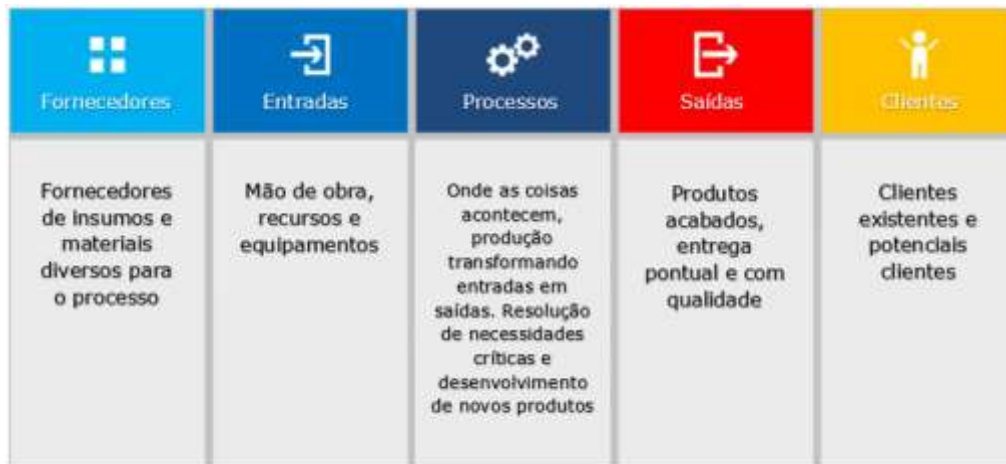 Fornecedores
Entradas
Processos
Saídas
Clientes
Fornecedores
de insumos e
materiais
diversos para
o processo
Mão de obra,
recursos e
equipamentos
Onde as coisas
acontecem,
produção
transformando
entradas em
saídas. Resolução
de necessidades
críticas e
desenvolvimento
de novos produtos
Produtos
acabados,
entrega
pontual e com
qualidade
Clientes
existentes e
potenciais
clientes